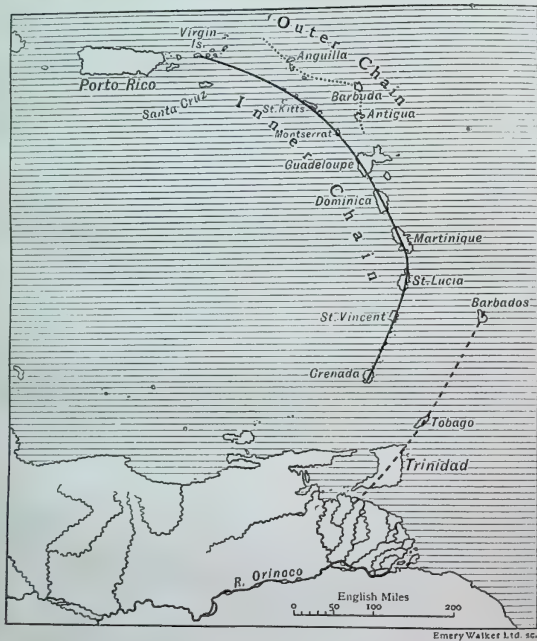 Outer Chain
Virgin
Is.
Anguilla
Porto-Rico
Barbuda
Santa Cruz
St. Kitts
Antigua
Inner Chain
Montserrat
Guadeloupe
Dominica
Martinique
St. Lucia
Barbados
St. Vincent
Grenada
Tobago
Trinidad
R. Orinoco
English Miles
0 50 100 200
Emery Walker Ltd. sc.